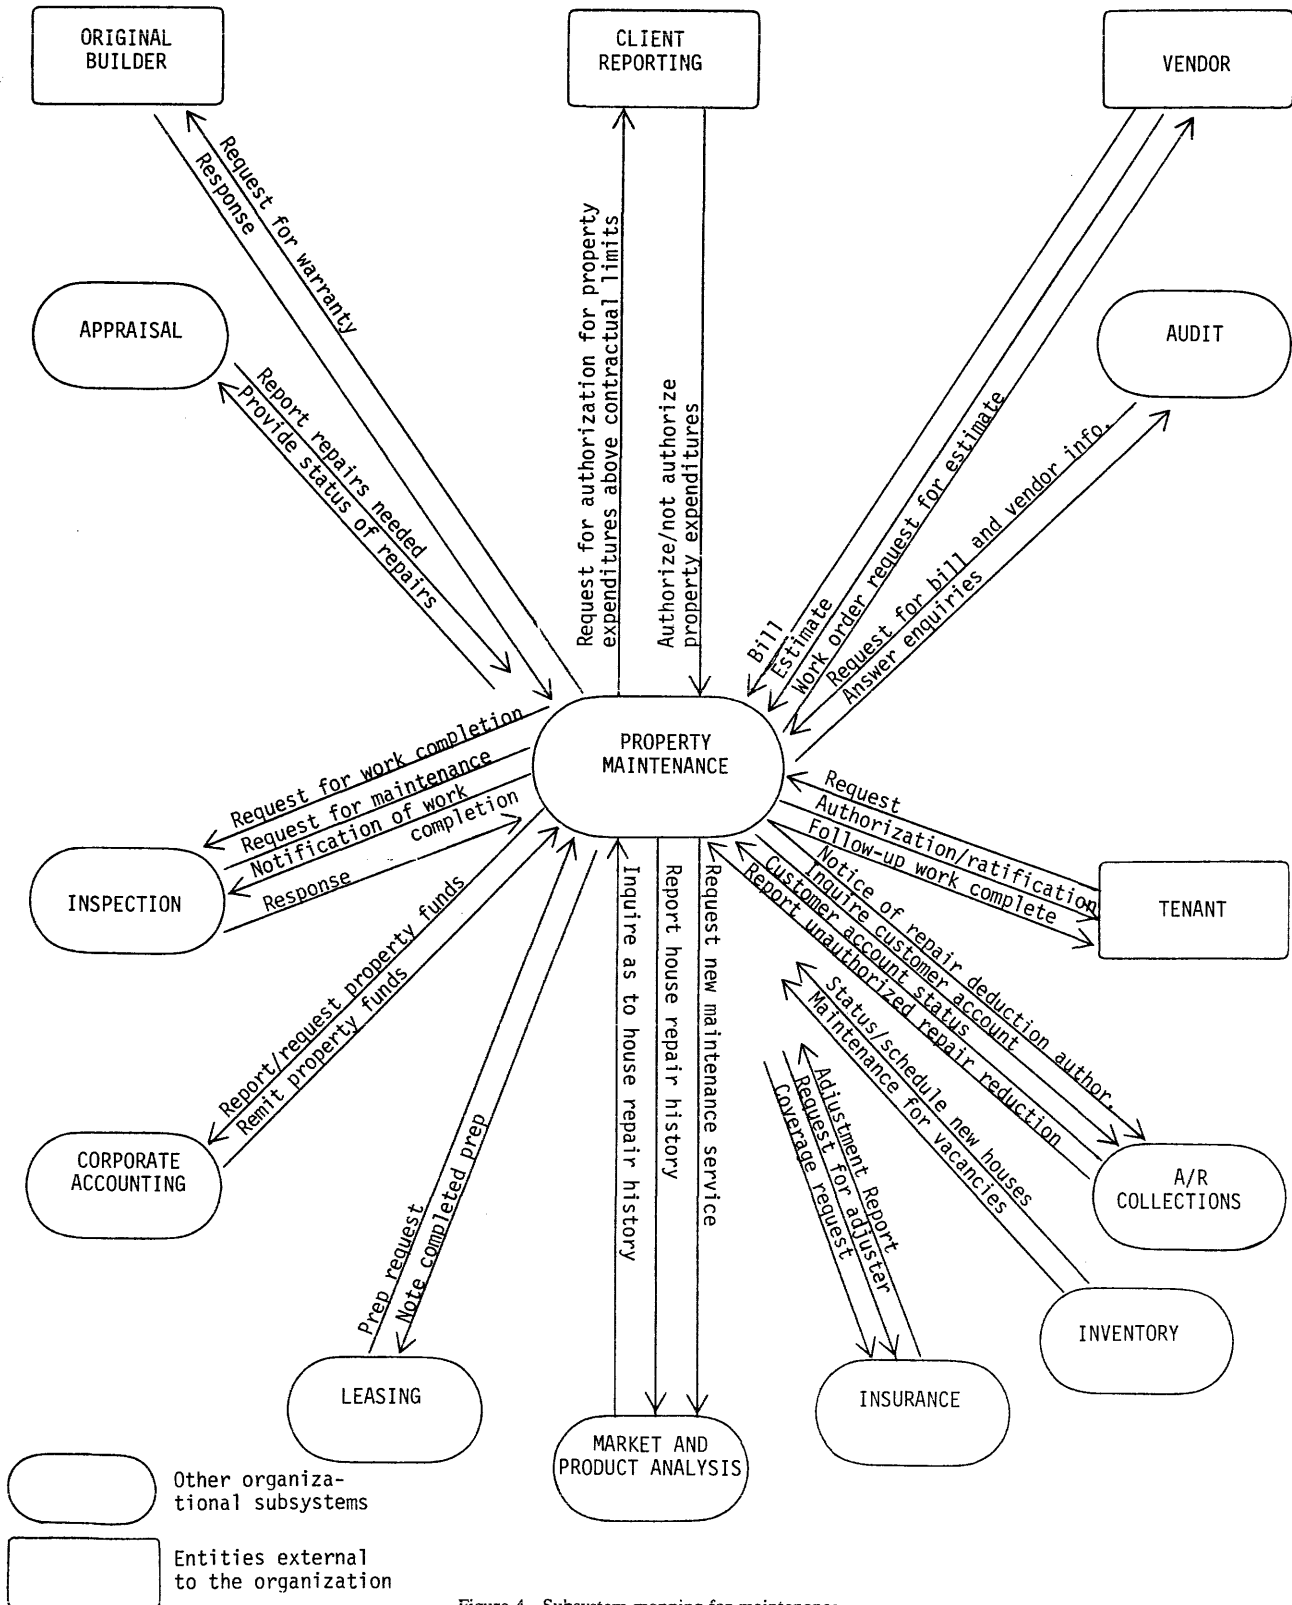 ORIGINAL
BUILDER
CLIENT
REPORTING
VENDOR
Request for warranty
Response
Request for authorization for property
expenditures above contractual limits
Authorize/not authorize
property expenditures
Bill
Estimate
Work order request for estimate
APPRAISAL
AUDIT
Report repairs needed
Provide status of repairs
Request for bill and vendor info.
Answer enquiries
PROPERTY
MAINTENANCE
Request for work completion
Request for maintenance
Notification of work
completion
Response
INSPECTION
Request
Authorization/ratification
Follow-up work complete
TENANT
Report/request property funds
Remit property funds
CORPORATE
ACCOUNTING
Notice of repair deduction author.
Inquire customer account
Customer account status
Report unauthorized repair reduction
A/R
COLLECTIONS
Status/schedule new houses
Maintenance for vacancies
INVENTORY
Prep request
Note completed prep
LEASING
Inquire as to house repair history
Report house repair history
Request new maintenance service
MARKET AND
PRODUCT ANALYSIS
Adjustment Report
Request for adjuster
Coverage request
INSURANCE
Other organiza-
tional subsystems
Entities external
to the organization
Figure 4—Subsystem mapping for maintenance